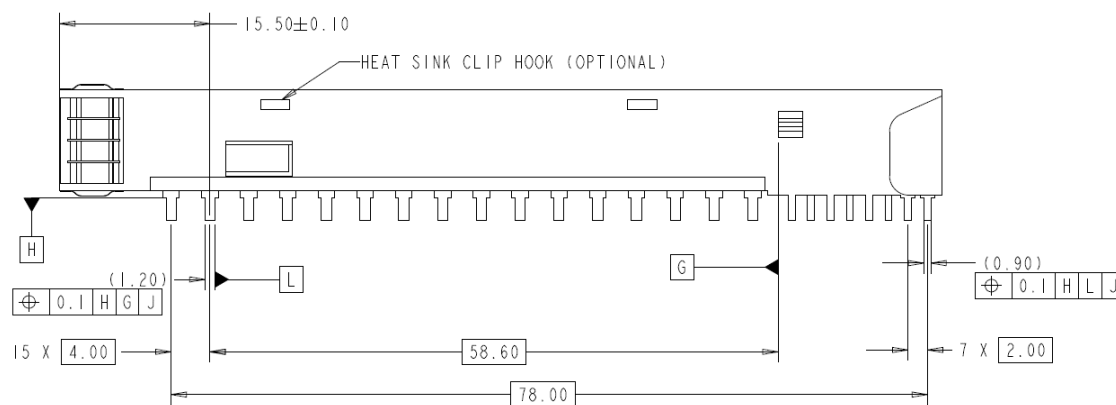 15.50±0.10
HEAT SINK CLIP HOOK (OPTIONAL)
H
(1.20)
L
G
(0.90)
⌖ 0.1 H G J
⌖ 0.1 H L J
15 X 4.00
58.60
7 X 2.00
78.00